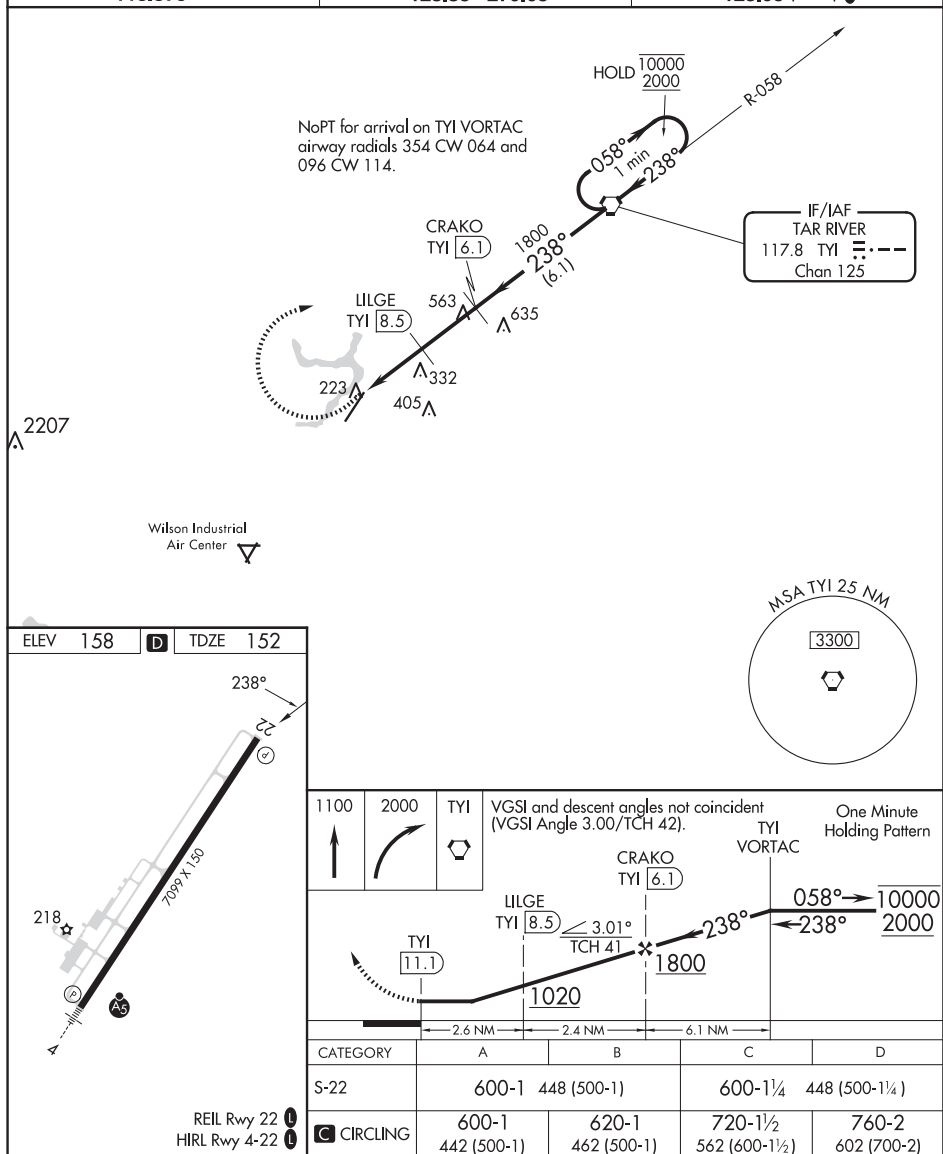 HOLD 10000
2000
R-058
NoPT for arrival on TYI VORTAC
airway radials 354 CW 064 and
096 CW 114.
058°
1 min
238°
IF/IAF
TAR RIVER
117.8 TYI
Chan 125
CRAKO
TYI 6.1
1800
238°
(6.1)
LILGE
TYI 8.5
563
635
332
223
405
2207
Wilson Industrial
Air Center
MSA TYI 25 NM
3300
ELEV 158 D TDZE 152
238°
22
P
7099 X 150
218
P
A5
4
REIL Rwy 22 L
HIRL Rwy 4-22 L
1100 2000 TYI
VGSI and descent angles not coincident
(VGSI Angle 3.00/TCH 42).
One Minute
Holding Pattern
TYI
VORTAC
CRAKO
TYI 6.1
LILGE
TYI 8.5
3.01°
TCH 41
TYI
11.1
058° 10000
238° 2000
238°
1800
1020
2.6 NM 2.4 NM 6.1 NM
CATEGORY A B C D
S-22 600-1 448 (500-1) 600-1¼ 448 (500-1¼)
C CIRCLING 600-1 620-1 720-1½ 760-2
442 (500-1) 462 (500-1) 562 (600-1½) 602 (700-2)